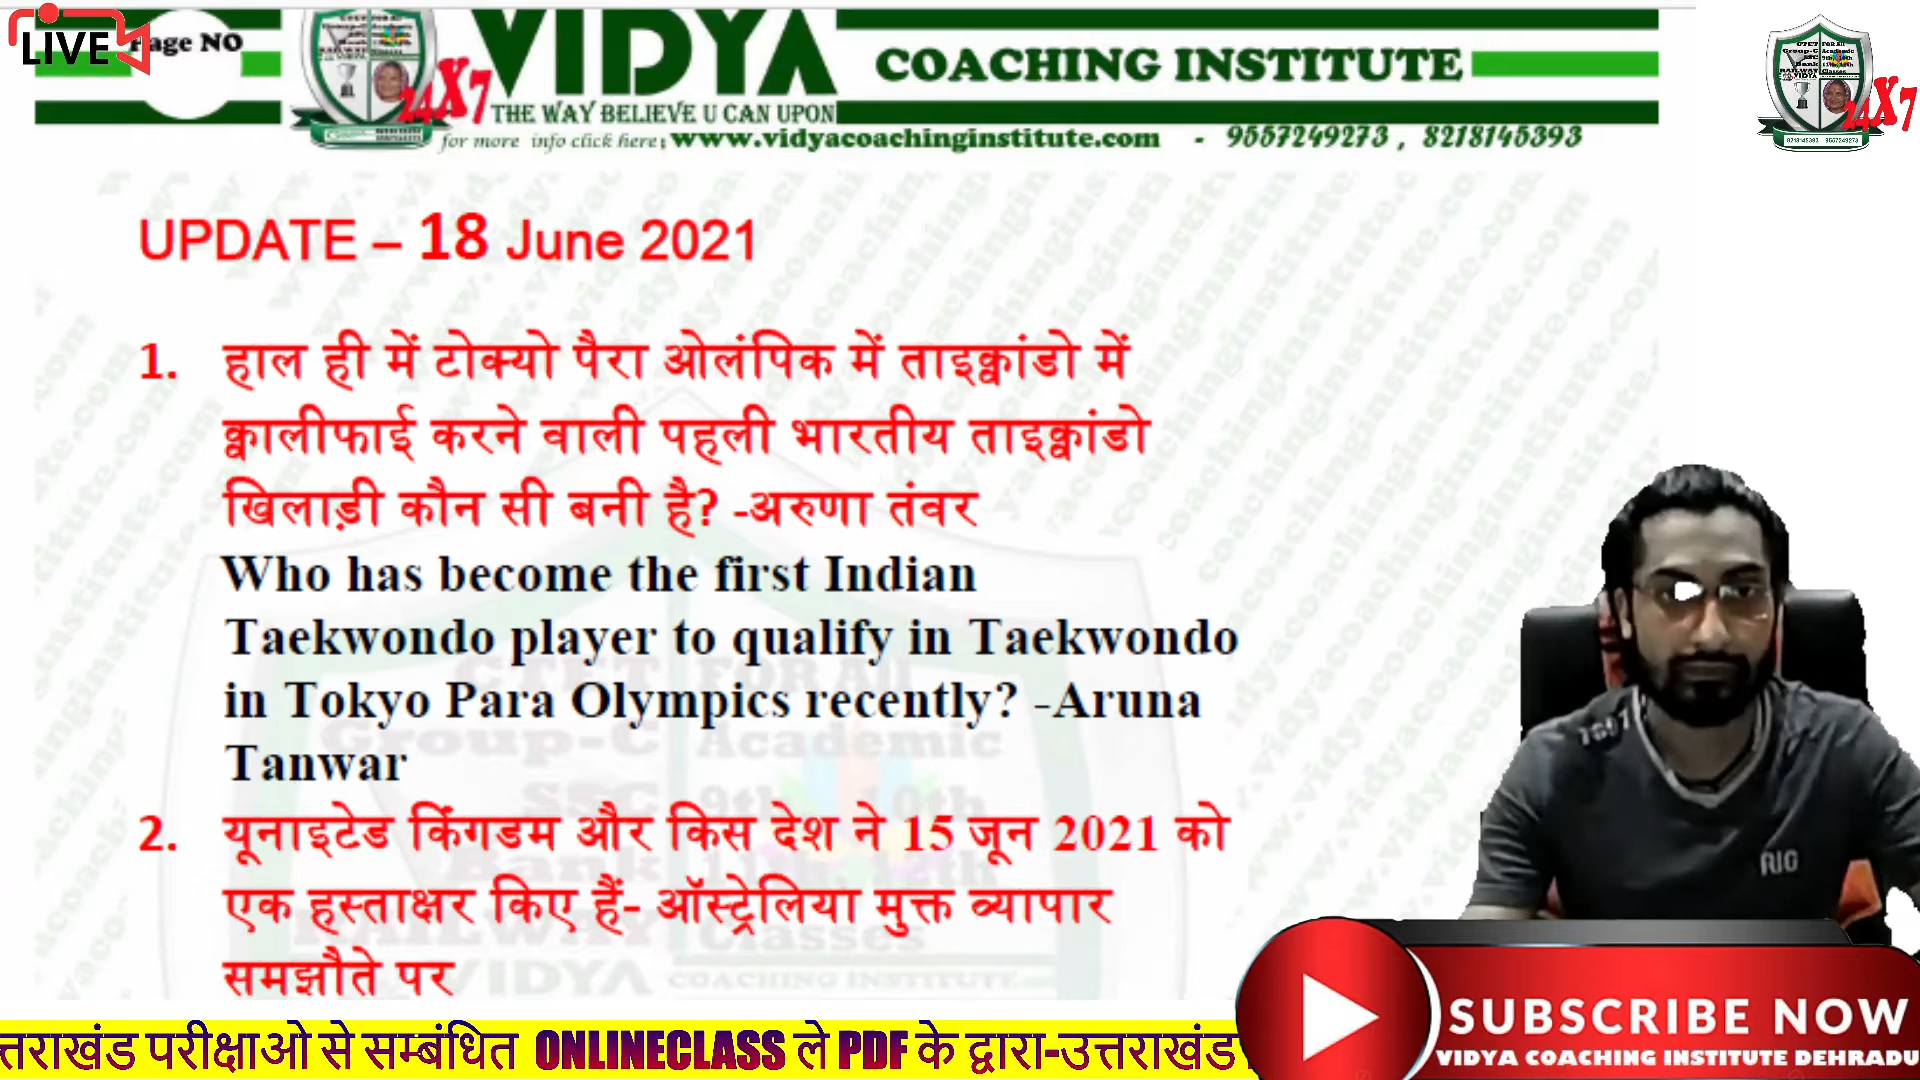 LIVE
Page NO
VIDYA
COACHING INSTITUTE
24X7
THE WAY BELIEVE U CAN UPON
for more info click here: www.vidyacoachinginstitute.com - 9557249273 , 8218145393
24X7
UPDATE – 18 June 2021
1. हाल ही में टोक्यो पैरा ओलंपिक में ताइक्वांडो में
क्वालीफाई करने वाली पहली भारतीय ताइक्वांडो
खिलाड़ी कौन सी बनी है? -अरुणा तंवर
Who has become the first Indian
Taekwondo player to qualify in Taekwondo
in Tokyo Para Olympics recently? -Aruna
Tanwar
2. यूनाइटेड किंगडम और किस देश ने 15 जून 2021 को
एक हस्ताक्षर किए हैं- ऑस्ट्रेलिया मुक्त व्यापार
समझौते पर
RIG
SUBSCRIBE NOW
VIDYA COACHING INSTITUTE DEHRADU
त्तराखंड परीक्षाओ से सम्बंधित ONLINECLASS ले PDF के द्वारा-उत्तराखंड